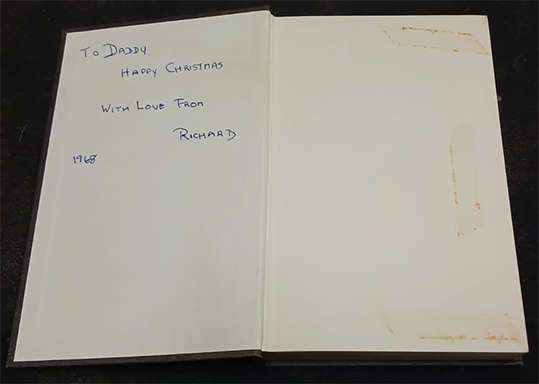 To Daddy
Happy Christmas
With Love From
Richard
1968